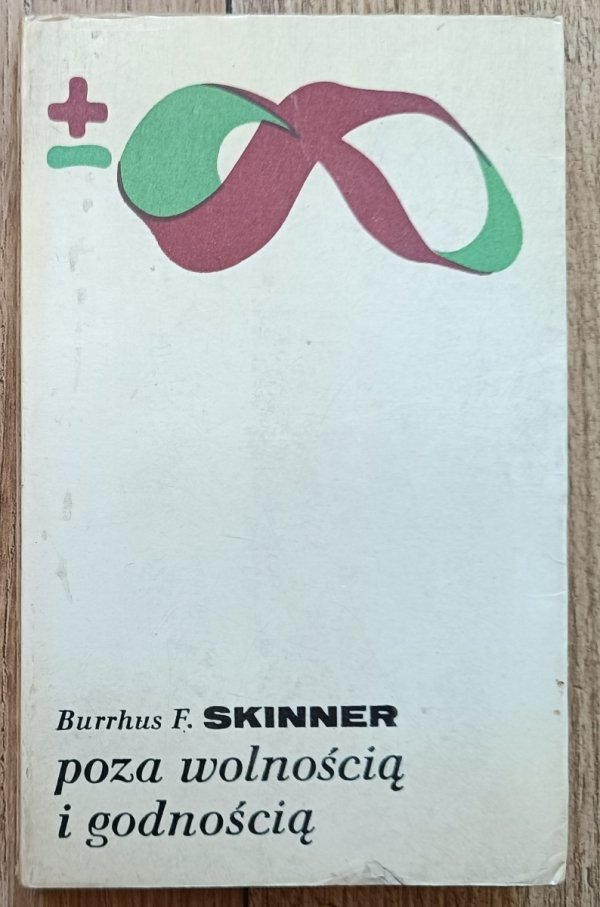 ±
Burrhus F. SKINNER
poza wolnością
i godnością